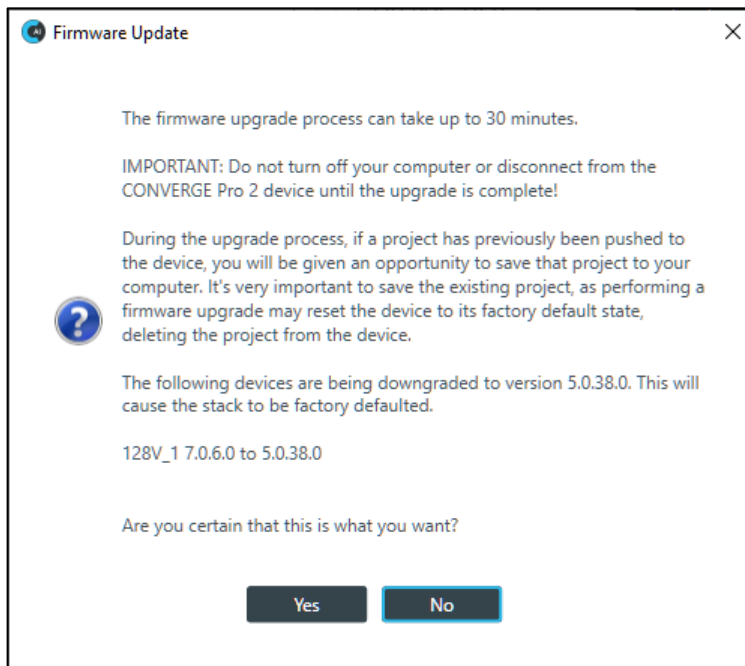 Firmware Update
The firmware upgrade process can take up to 30 minutes.
IMPORTANT: Do not turn off your computer or disconnect from the
CONVERGE Pro 2 device until the upgrade is complete!
During the upgrade process, if a project has previously been pushed to
the device, you will be given an opportunity to save that project to your
computer. It's very important to save the existing project, as performing a
firmware upgrade may reset the device to its factory default state,
deleting the project from the device.
The following devices are being downgraded to version 5.0.38.0. This will
cause the stack to be factory defaulted.
128V_1 7.0.6.0 to 5.0.38.0
Are you certain that this is what you want?
Yes
No